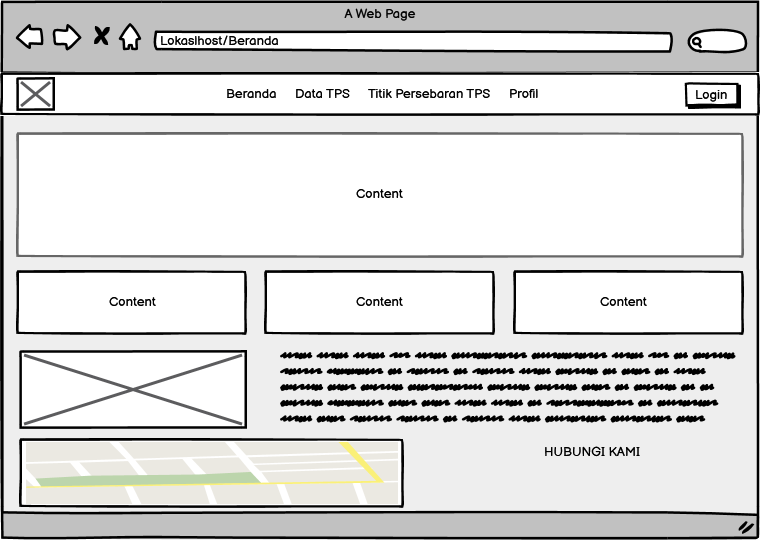 A Web Page
Lokaslhost/Beranda
Beranda Data TPS Titik Persebaran TPS Profil Login
Content
Content Content Content
HUBUNGI KAMI